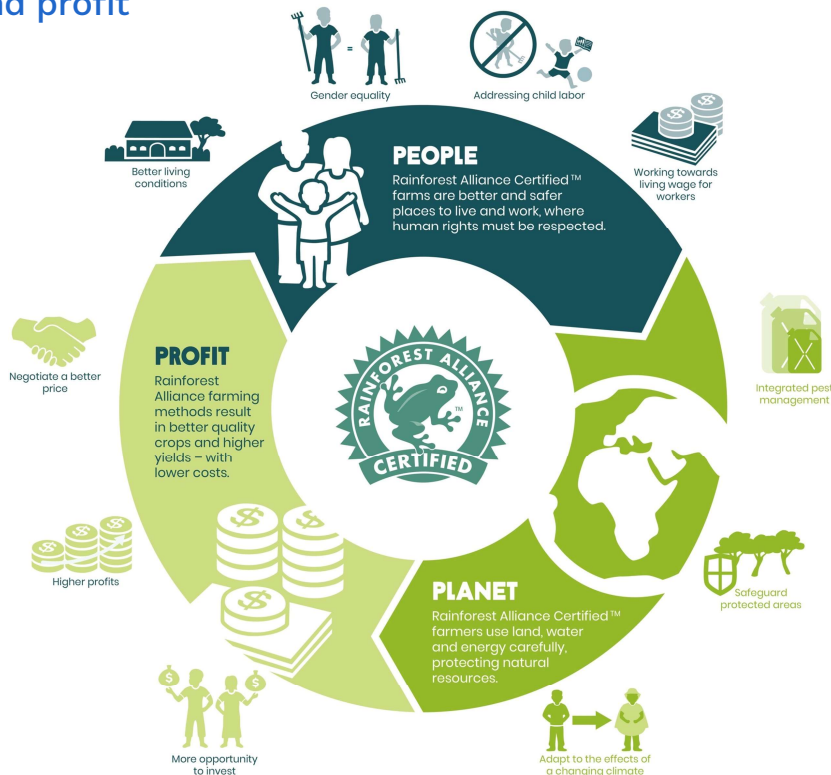 nd profit
Gender equality
Addressing child labor
Better living
conditions
Working towards
living wage for
workers
PEOPLE
Rainforest Alliance Certified™
farms are better and safer
places to live and work, where
human rights must be respected.
PROFIT
Rainforest
Alliance farming
methods result
in better quality
crops and higher
yields – with
lower costs.
Negotiate a better
price
RAINFOREST ALLIANCE
TM
CERTIFIED
Integrated pest
management
Higher profits
PLANET
Rainforest Alliance Certified™
farmers use land, water
and energy carefully,
protecting natural
resources.
Safeguard
protected areas
More opportunity
to invest
Adapt to the effects of
a changing climate